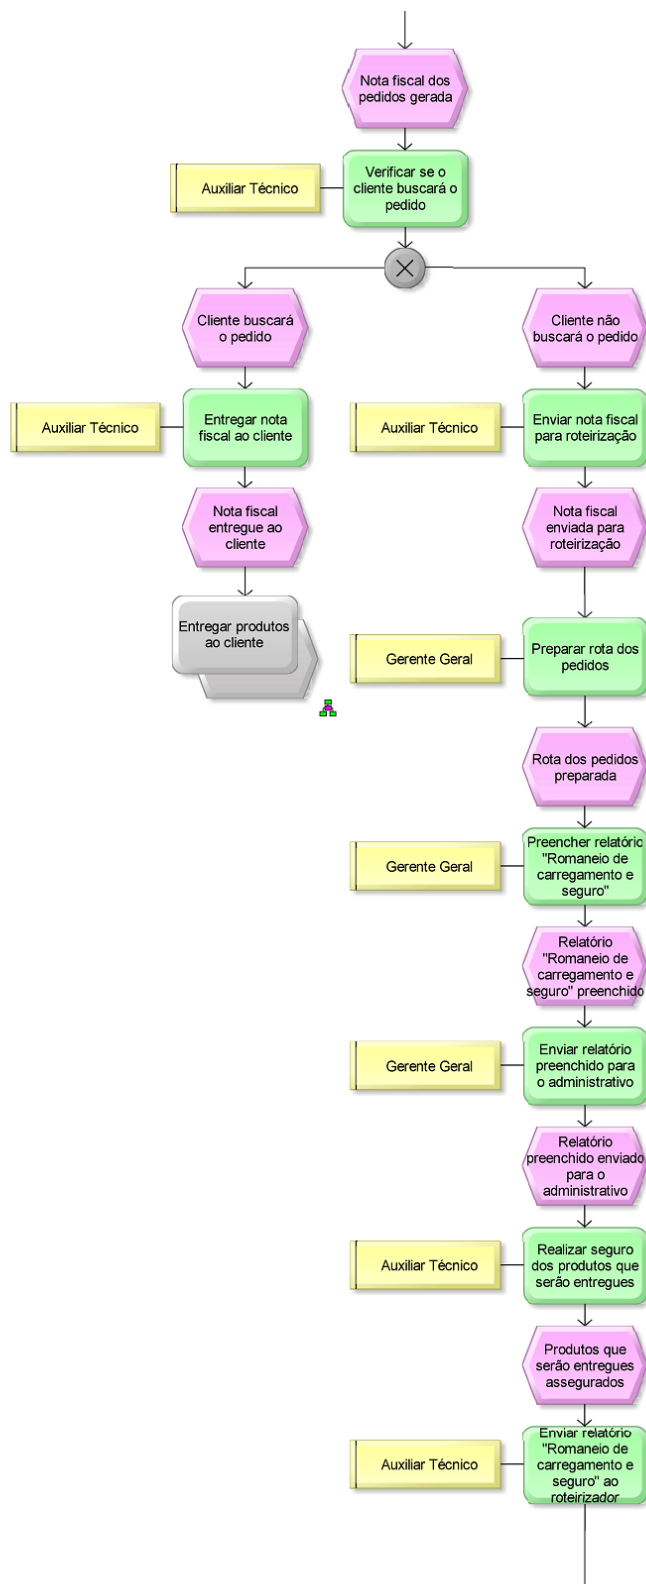 Nota fiscal dos
pedidos gerada
Auxiliar Técnico
Verificar se o
cliente buscará o
pedido
Cliente buscará
o pedido
Cliente não
buscará o pedido
Auxiliar Técnico
Entregar nota
fiscal ao cliente
Auxiliar Técnico
Enviar nota fiscal
para roteirização
Nota fiscal
entregue ao
cliente
Nota fiscal
enviada para
roteirização
Entregar produtos
ao cliente
Gerente Geral
Preparar rota dos
pedidos
Rota dos pedidos
preparada
Gerente Geral
Preencher relatório
"Romaneio de
carregamento e
seguro"
Relatório
"Romaneio de
carregamento e
seguro" preenchido
Gerente Geral
Enviar relatório
preenchido para
o administrativo
Relatório
preenchido enviado
para o
administrativo
Auxiliar Técnico
Realizar seguro
dos produtos que
serão entregues
Produtos que
serão entregues
assegurados
Auxiliar Técnico
Enviar relatório
"Romaneio de
carregamento e
seguro" ao
roteirizador